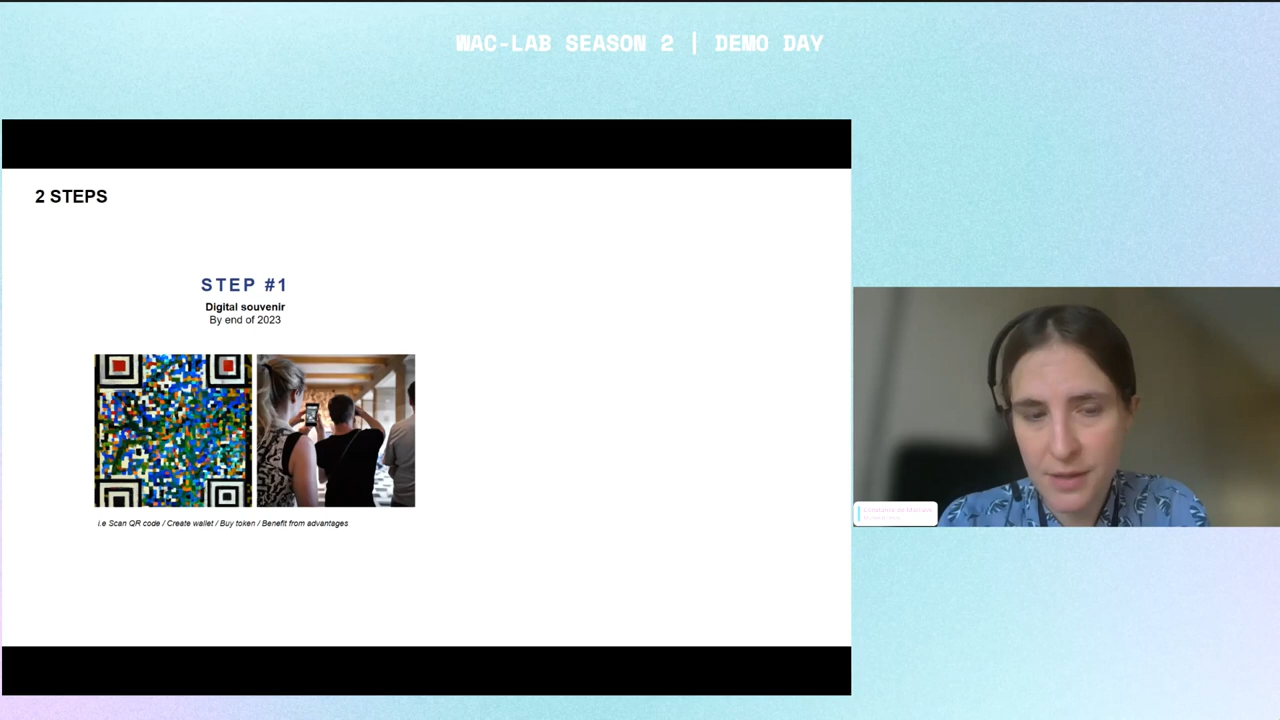 WAC-LAB SEASON 2 | DEMO DAY
2 STEPS
STEP #1
Digital souvenir
By end of 2023
i.e Scan QR code / Create wallet / Buy token / Benefit from advantages